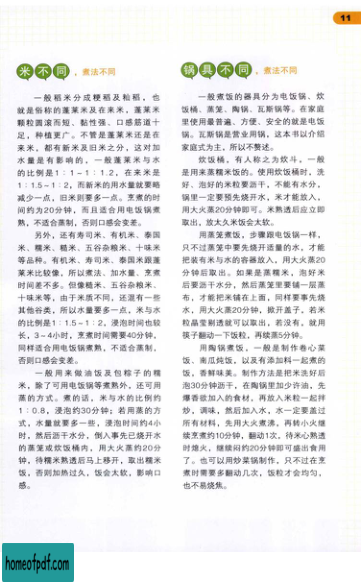 11
米不同，煮法不同
一般稻米分成粳稻及籼稻，也
就是俗称的蓬莱米及在来米，蓬莱米
颗粒圆滚而短、黏性强、口感筋道十
足，种植更广。不管是蓬莱米还是在
来米，都有新米及旧米之分，这对加
水量是有影响的，一般蓬莱米与水
的比例是1：1~1：1.2，在来米是
1：1.5~1：2，而新米的用水量就要略
减少一点，旧米则要多一点。烹煮的时
间约为20分钟，而且适合用电饭锅煮
熟，不适合蒸制，否则口感会变差。
另外，还有寿司米、有机米、泰国
米、糯米、糙米、五谷杂粮米、十味米
等品种。有机米、寿司米、泰国米跟蓬
莱米比较像，所以煮法、加水量、烹煮
时间差不多。但像糙米、五谷杂粮米、
十味米等，由于米质不同，还混有一些
其他谷类，所以水量要多一点，米与水
的比例是1：1.5~1：2，浸泡时间也较
长，3~4小时，烹煮时间需要40分钟，
同样适合用电饭锅煮熟，不适合蒸制，
否则口感会变差。
一般用来做油饭及包粽子的糯
米，除了可用电饭锅等煮熟外，还可用
蒸的方式。煮的话，米与水的比例约
1：0.8，浸泡约30分钟；若用蒸的方
式，水量就要多一些，浸泡时间约4小
时，然后沥干水分，倒入事先已烧开水
的蒸笼或炊饭桶内，用大火蒸约20分
钟，待糯米熟透后马上移开，取出糯米
饭，否则加热过久，饭会太软，影响口
感。
锅具不同，煮法不同
一般煮饭的器具分为电饭锅、炊
饭桶、蒸笼、陶锅、瓦斯锅等。在家庭
里使用最普遍、方便、安全的就是电饭
锅。瓦斯锅是营业用锅，这本书以介绍
家庭式为主，所以不赘述。
炊饭桶，有人称之为炊斗，一般
是用来蒸糯米饭的。使用炊饭桶时，洗
好、泡好的米粒要沥干，不能有水分，
锅里一定要预先烧开水，米才能放入，
用大火蒸20分钟即可。米熟透后应立即
取出，放太久米饭会太软。
用蒸笼煮饭，步骤跟电饭锅一样，
只不过蒸笼中要先烧开适量的水，才能
把装有米与水的容器放入，用大火蒸20
分钟后取出。如果是蒸糯米，泡好米
后要沥干水分，然后蒸笼里要铺一层蒸
布，才能把米铺在上面，同样要事先烧
水，用大火蒸20分钟，掀开盖子，若米
粒晶莹剔透就可以取出，若没有，就用
筷子翻动一下饭粒，再续蒸5分钟。
用陶锅煮饭，一般是制作卷心菜
饭、南瓜炖饭，以及有添加料一起煮的
饭，香鲜味美。制作方法是把米洗好后
泡30分钟沥干，在陶锅里加少许油，先
爆香欲加入的食材，再放入米粒一起拌
炒，调味，然后加入水，水一定要盖过
所有材料，先用大火煮沸，再转小火继
续烹煮约10分钟，翻动1次，待米心熟透
时熄火，继续焖约20分钟即可盛出食用
了。也可以用炒菜锅制作，只不过在烹
煮时需要多翻动几次，饭粒才会均匀，
也不易烧焦。
homeofpdf.com